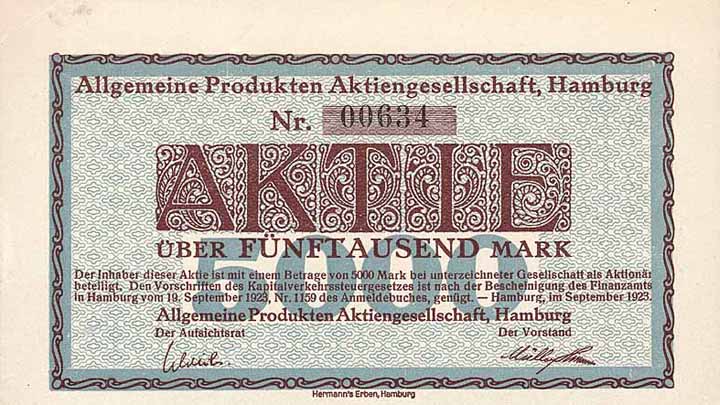 Allgemeine Produkten Aktiengesellschaft, Hamburg
Nr. 00634
AKTIE
5000
ÜBER FÜNFTAUSEND MARK
Der Inhaber dieser Aktie ist mit einem Betrage von 5000 Mark bei unterzeichneter Gesellschaft als Aktionär
beteiligt. Den Vorschriften des Kapitalverkehrssteuergesetzes ist nach der Bescheinigung des Finanzamts
in Hamburg vom 19. September 1923, Nr. 1159 des Anmeldebuches, genügt. — Hamburg, im September 1923.
Allgemeine Produkten Aktiengesellschaft, Hamburg
Der Aufsichtsrat Der Vorstand
Hermann's Erben, Hamburg